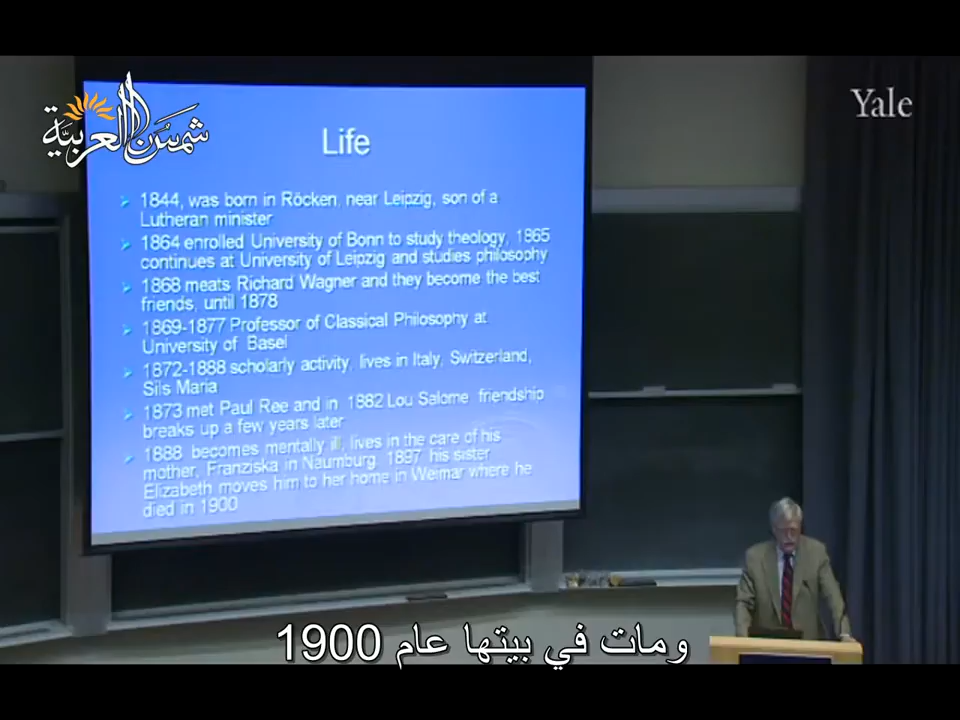 شمس العربية
Yale
Life
1844, was born in Röcken, near Leipzig, son of a
Lutheran minister
1864 enrolled University of Bonn to study theology, 1865
continues at University of Leipzig and studies philosophy
1868 meats Richard Wagner and they become the best
friends, until 1878
1869-1877 Professor of Classical Philosophy at
University of Basel
1872-1888 scholarly activity, lives in Italy, Switzerland,
Sils Maria
1873 met Paul Ree and in 1882 Lou Salome friendship
breaks up a few years later
1888 becomes mentally ill, lives in the care of his
mother, Franziska in Naumburg. 1897 his sister
Elizabeth moves him to her home in Weimar where he
died in 1900
ومات في بيتها عام 1900